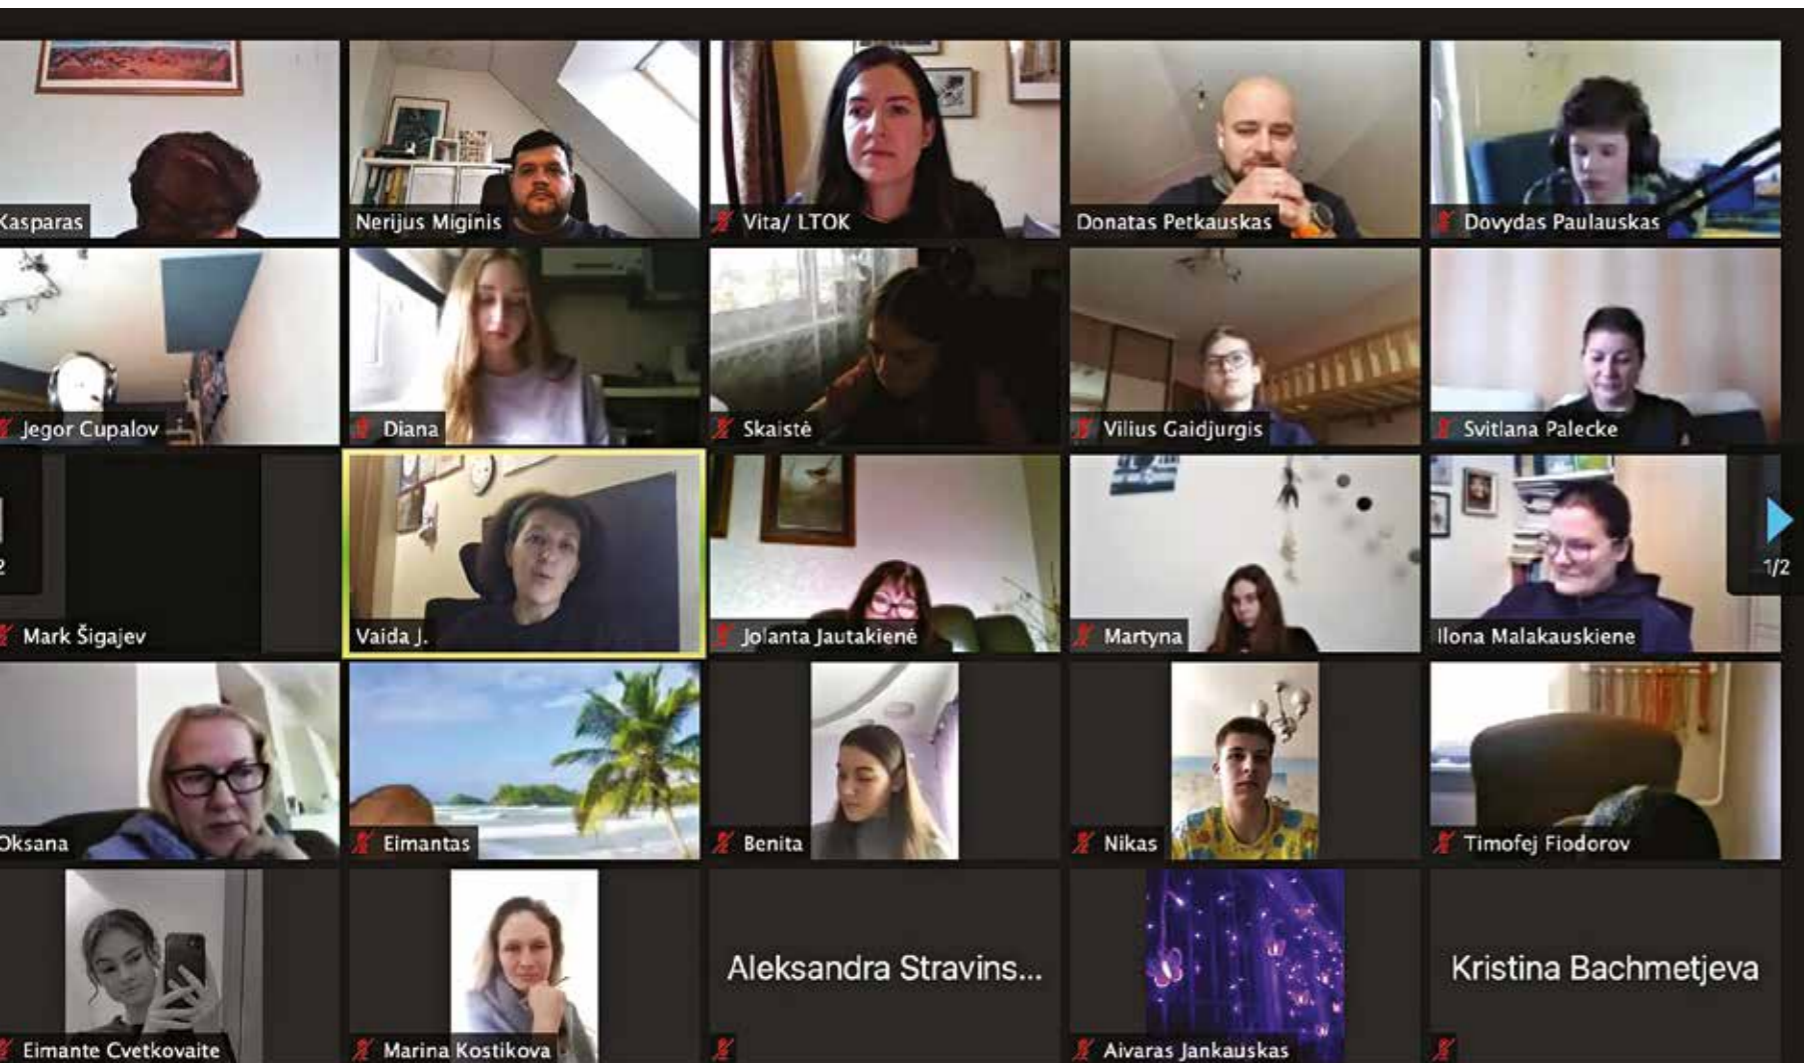 Kasparas
Nerijus Miginis
Vita/ LTOK
Donatas Petkauskas
Dovydas Paulauskas
Jegor Cupalov
Diana
Skaistė
Vilius Gaidjurgis
Svitlana Palecke
2
Mark Šigajev
Vaida J.
Jolanta Jautakienė
Martyna
Ilona Malakauskiene
1/2
Oksana
Eimantas
Benita
Nikas
Timofej Fiodorov
Eimante Cvetkovaite
Marina Kostikova
Aleksandra Stravins...
Aivaras Jankauskas
Kristina Bachmetjeva